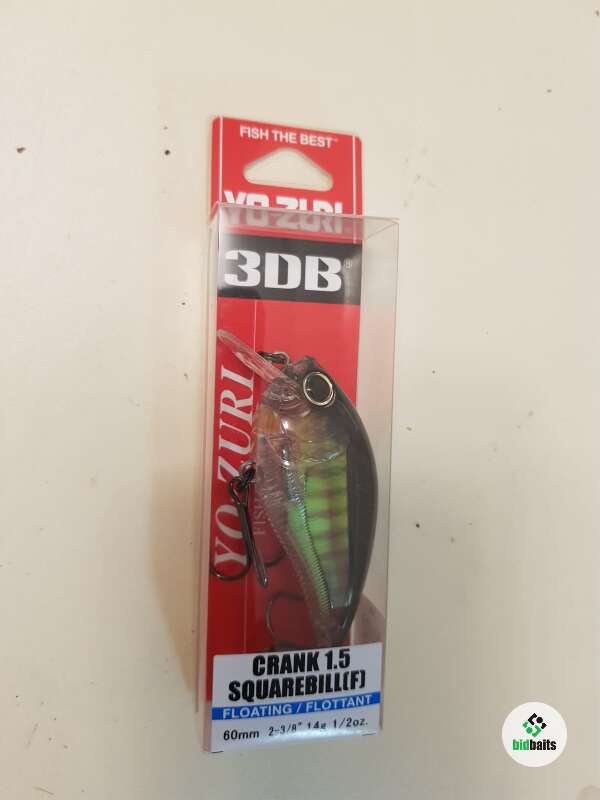 FISH THE BEST™
YO-ZURI
3DB®
YO-ZURI
CRANK 1.5
SQUAREBILL(F)
FLOATING / FLOTTANT
60mm 2-3/8" 14g 1/2oz.
bidbaits